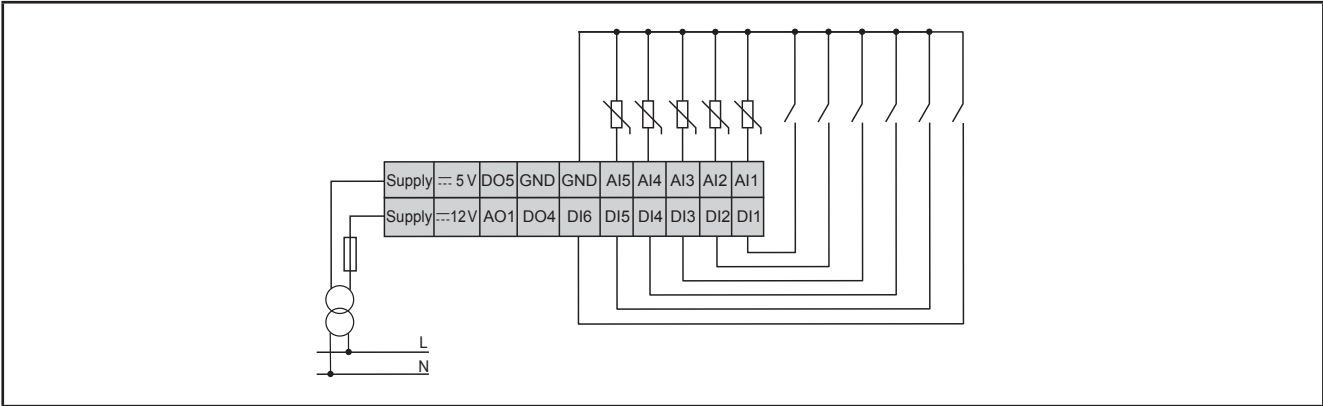 Supply ⎓ 5 V DO5 GND GND AI5 AI4 AI3 AI2 AI1
Supply ⎓12V AO1 DO4 DI6 DI5 DI4 DI3 DI2 DI1
L
N